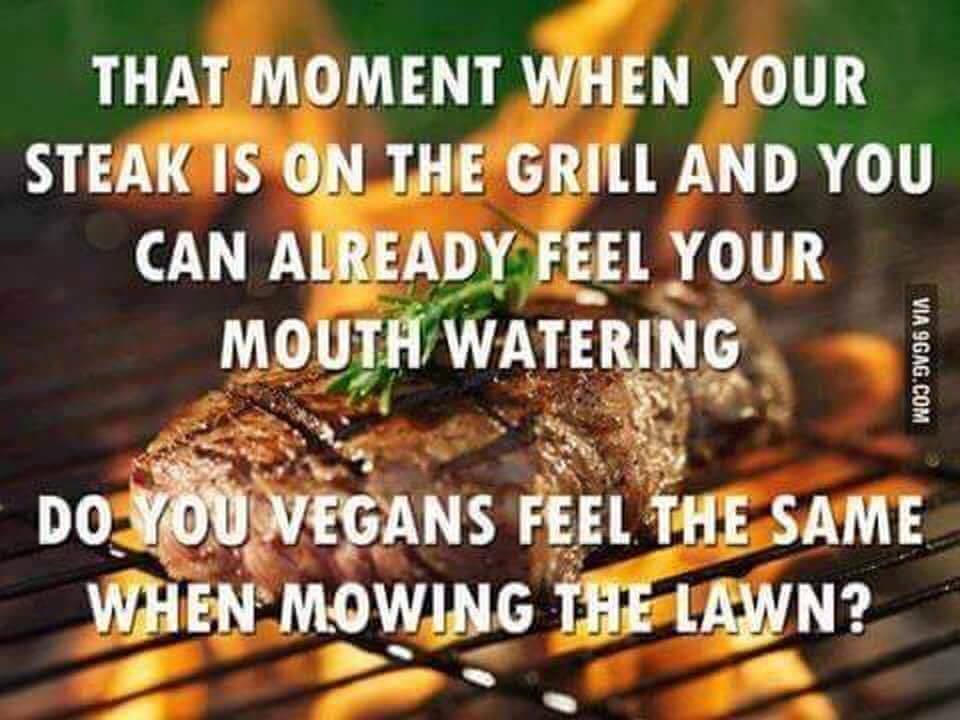 THAT MOMENT WHEN YOUR
STEAK IS ON THE GRILL AND YOU
CAN ALREADY FEEL YOUR
MOUTH WATERING
DO YOU VEGANS FEEL THE SAME
WHEN MOWING THE LAWN?
VIA 9GAG.COM